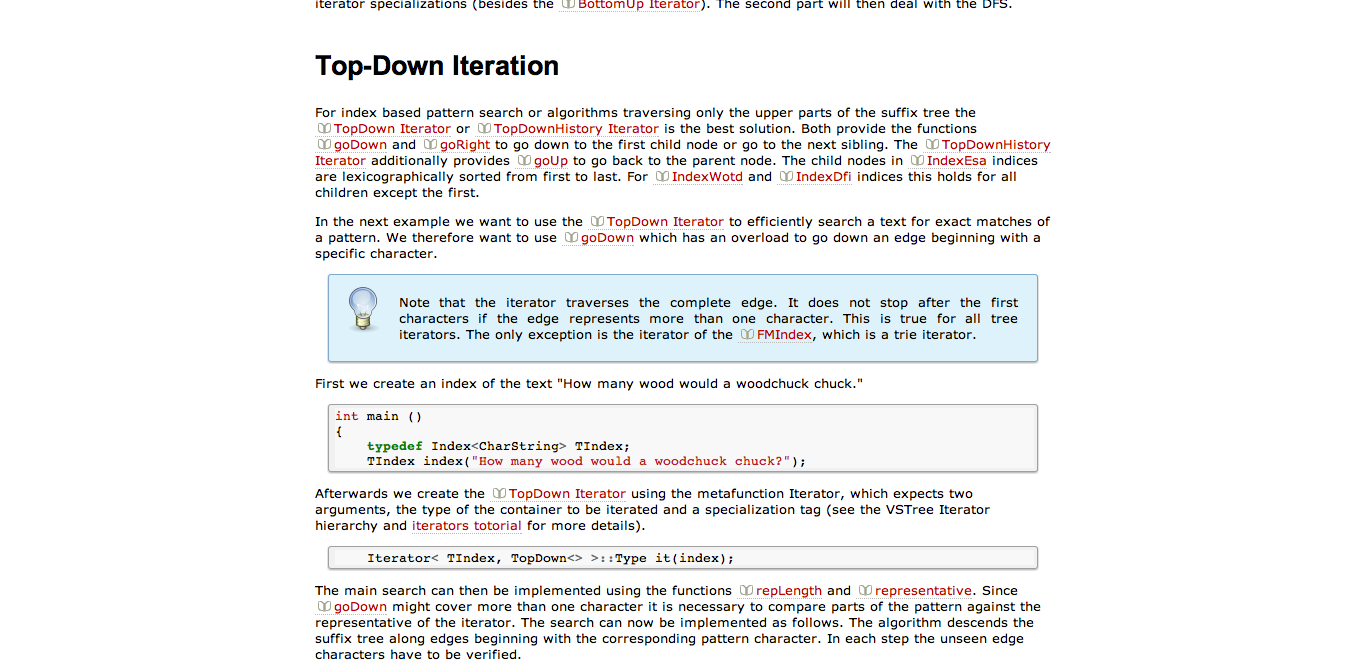 iterator specializations (besides the BottomUp Iterator). The second part will then deal with the DFS.
Top-Down Iteration
For index based pattern search or algorithms traversing only the upper parts of the suffix tree the
TopDown Iterator or TopDownHistory Iterator is the best solution. Both provide the functions
goDown and goRight to go down to the first child node or go to the next sibling. The TopDownHistory
Iterator additionally provides goUp to go back to the parent node. The child nodes in IndexEsa indices
are lexicographically sorted from first to last. For IndexWotd and IndexDfi indices this holds for all
children except the first.
In the next example we want to use the TopDown Iterator to efficiently search a text for exact matches of
a pattern. We therefore want to use goDown which has an overload to go down an edge beginning with a
specific character.
Note that the iterator traverses the complete edge. It does not stop after the first
characters if the edge represents more than one character. This is true for all tree
iterators. The only exception is the iterator of the FMIndex, which is a trie iterator.
First we create an index of the text "How many wood would a woodchuck chuck."
int main ()
{
typedef Index<CharString> TIndex;
TIndex index("How many wood would a woodchuck chuck?");
Afterwards we create the TopDown Iterator using the metafunction Iterator, which expects two
arguments, the type of the container to be iterated and a specialization tag (see the VSTree Iterator
hierarchy and iterators totorial for more details).
Iterator< TIndex, TopDown<> >::Type it(index);
The main search can then be implemented using the functions repLength and representative. Since
goDown might cover more than one character it is necessary to compare parts of the pattern against the
representative of the iterator. The search can now be implemented as follows. The algorithm descends the
suffix tree along edges beginning with the corresponding pattern character. In each step the unseen edge
characters have to be verified.